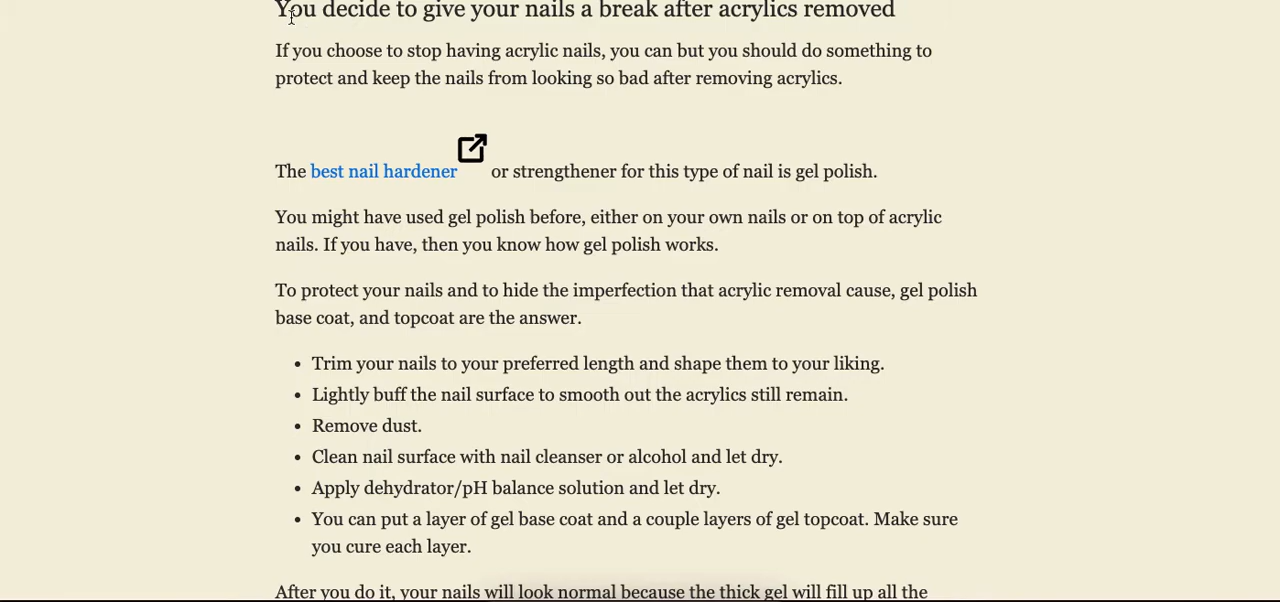 You decide to give your nails a break after acrylics removed
If you choose to stop having acrylic nails, you can but you should do something to
protect and keep the nails from looking so bad after removing acrylics.
The best nail hardener or strengthener for this type of nail is gel polish.
You might have used gel polish before, either on your own nails or on top of acrylic
nails. If you have, then you know how gel polish works.
To protect your nails and to hide the imperfection that acrylic removal cause, gel polish
base coat, and topcoat are the answer.
• Trim your nails to your preferred length and shape them to your liking.
• Lightly buff the nail surface to smooth out the acrylics still remain.
• Remove dust.
• Clean nail surface with nail cleanser or alcohol and let dry.
• Apply dehydrator/pH balance solution and let dry.
• You can put a layer of gel base coat and a couple layers of gel topcoat. Make sure
you cure each layer.
After you do it, your nails will look normal because the thick gel will fill up all the